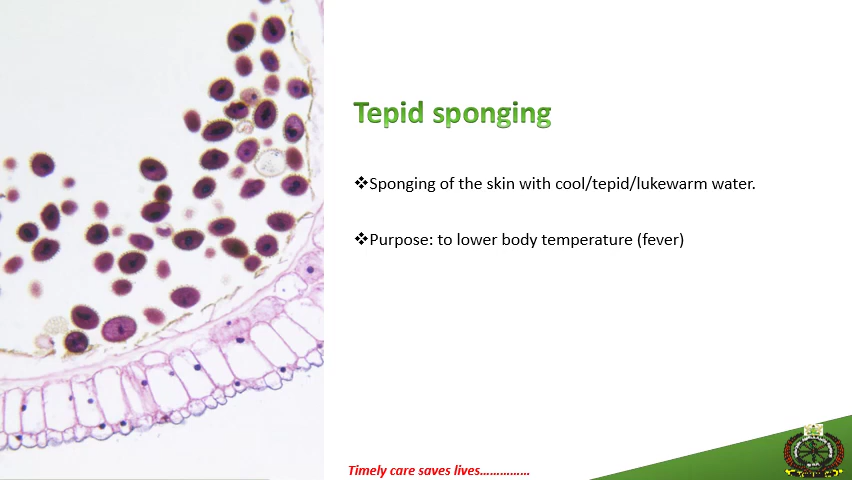 Tepid sponging
❖Sponging of the skin with cool/tepid/lukewarm water.
❖Purpose: to lower body temperature (fever)
Timely care saves lives……………